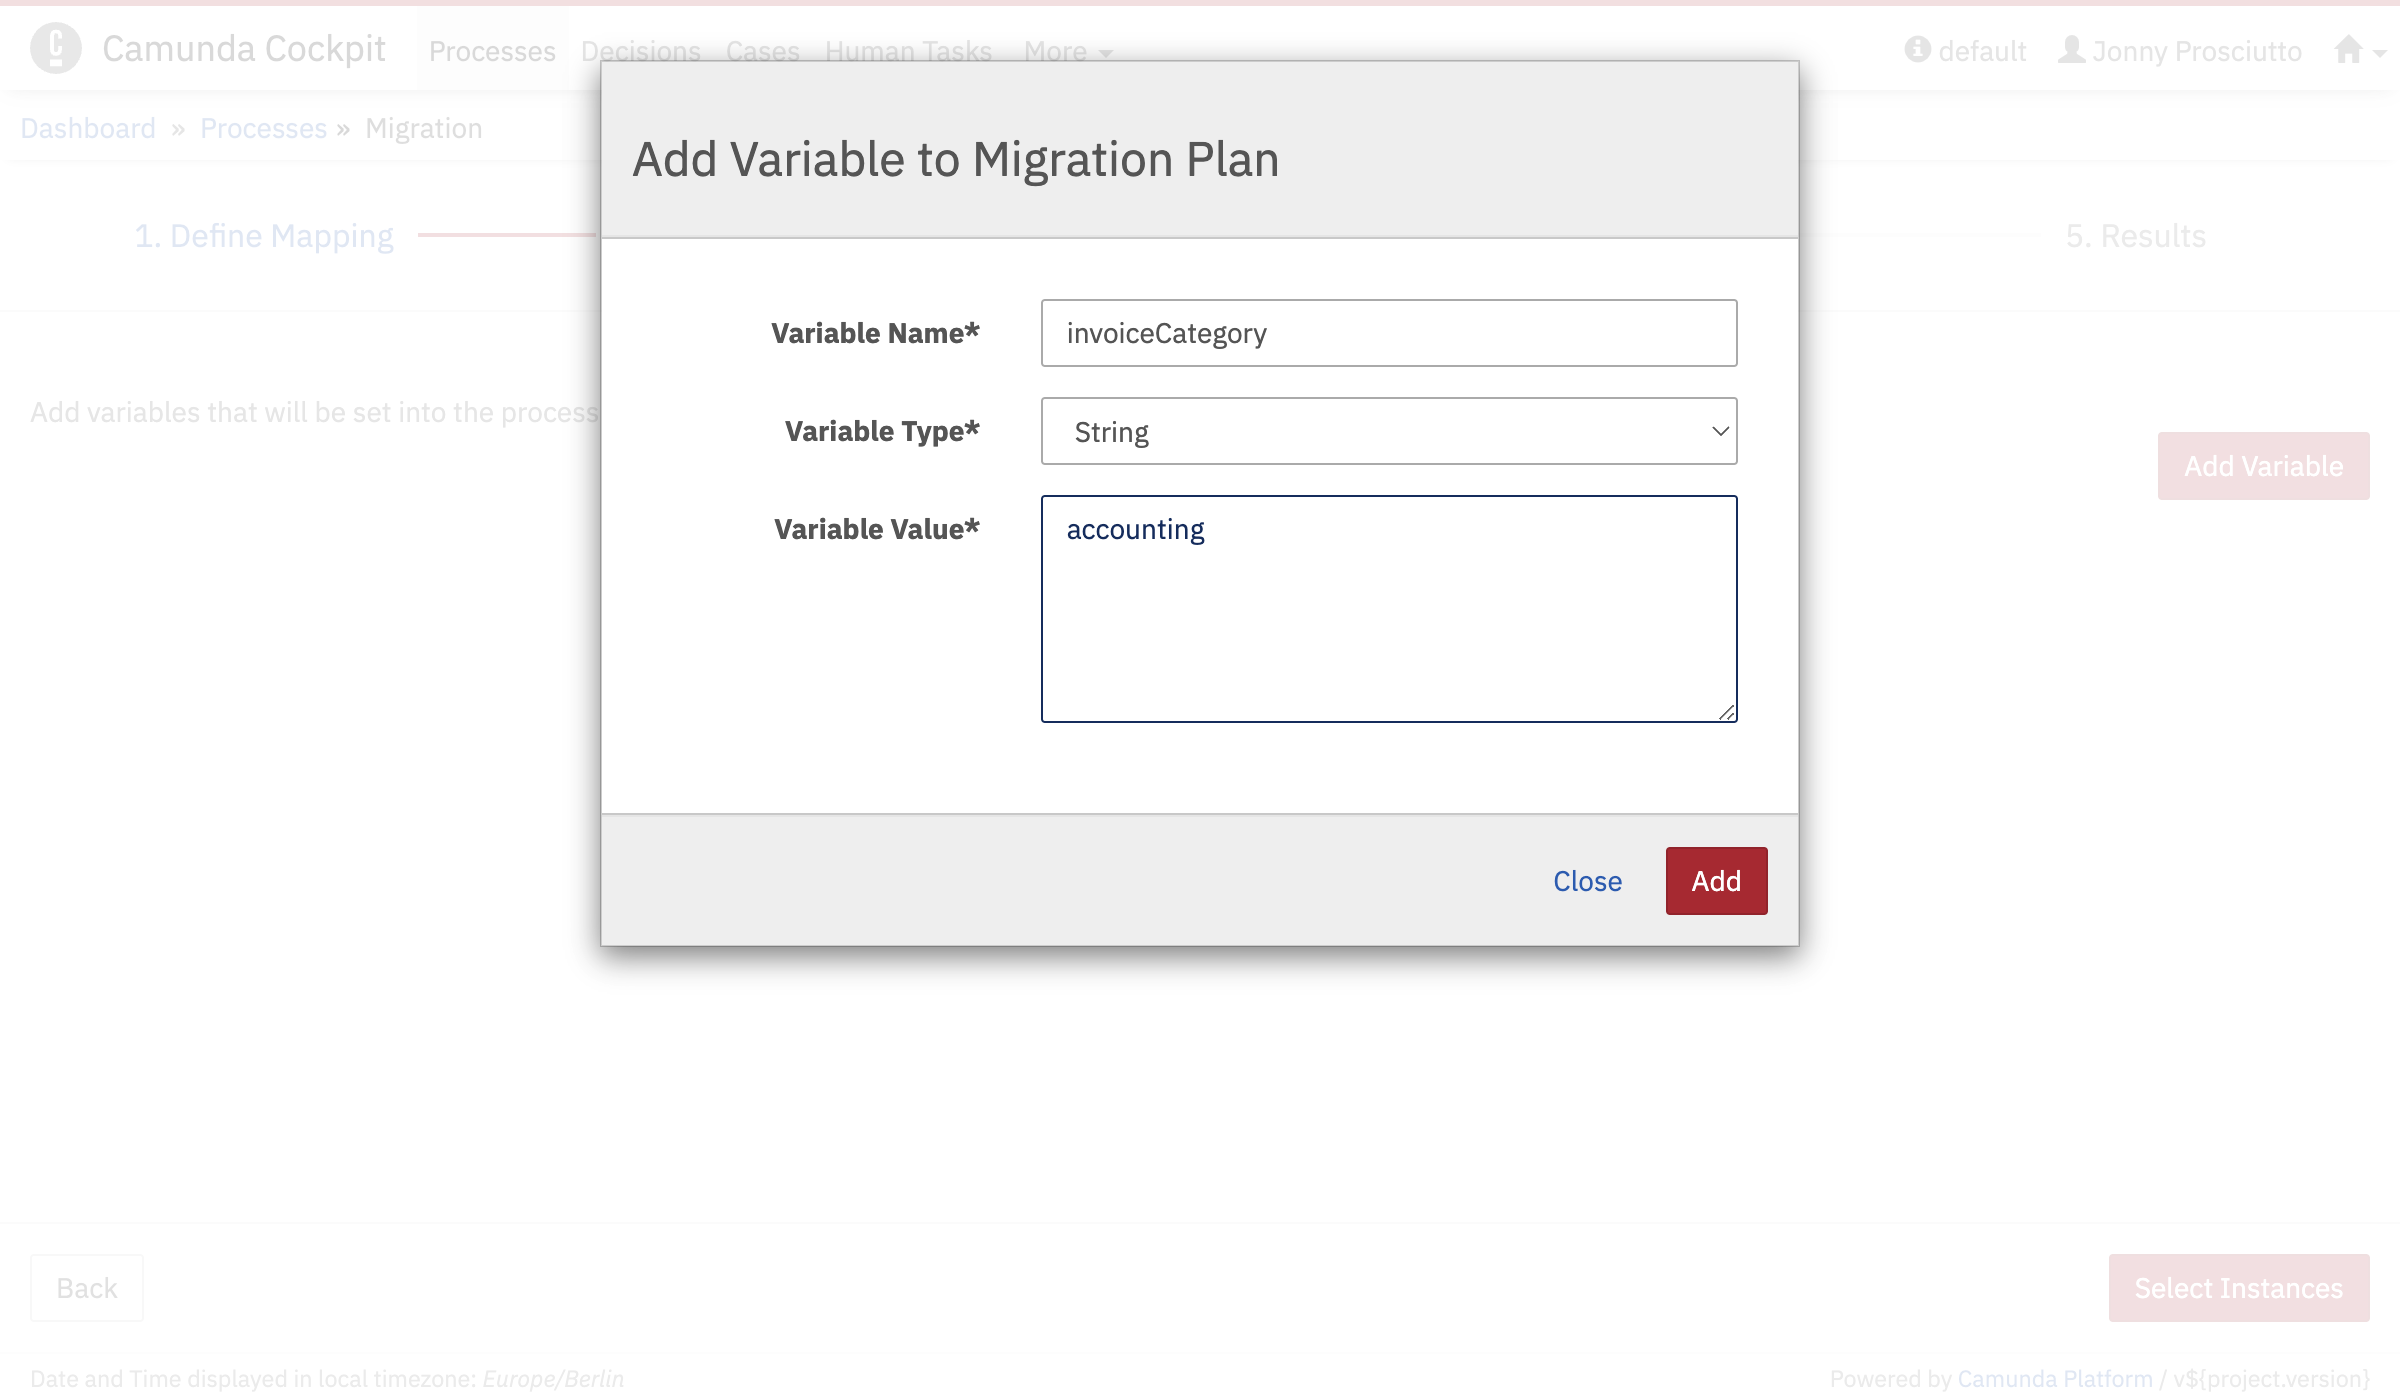 Camunda Cockpit Processes Decisions Cases Human Tasks More default Jonny Prosciutto
Dashboard » Processes » Migration
Add Variable to Migration Plan
1. Define Mapping
5. Results
Variable Name*
invoiceCategory
Add variables that will be set into the process
Variable Type*
String
Add Variable
Variable Value*
accounting
Close
Add
Back
Select Instances
Date and Time displayed in local timezone: Europe/Berlin
Powered by Camunda Platform / v${project.version}